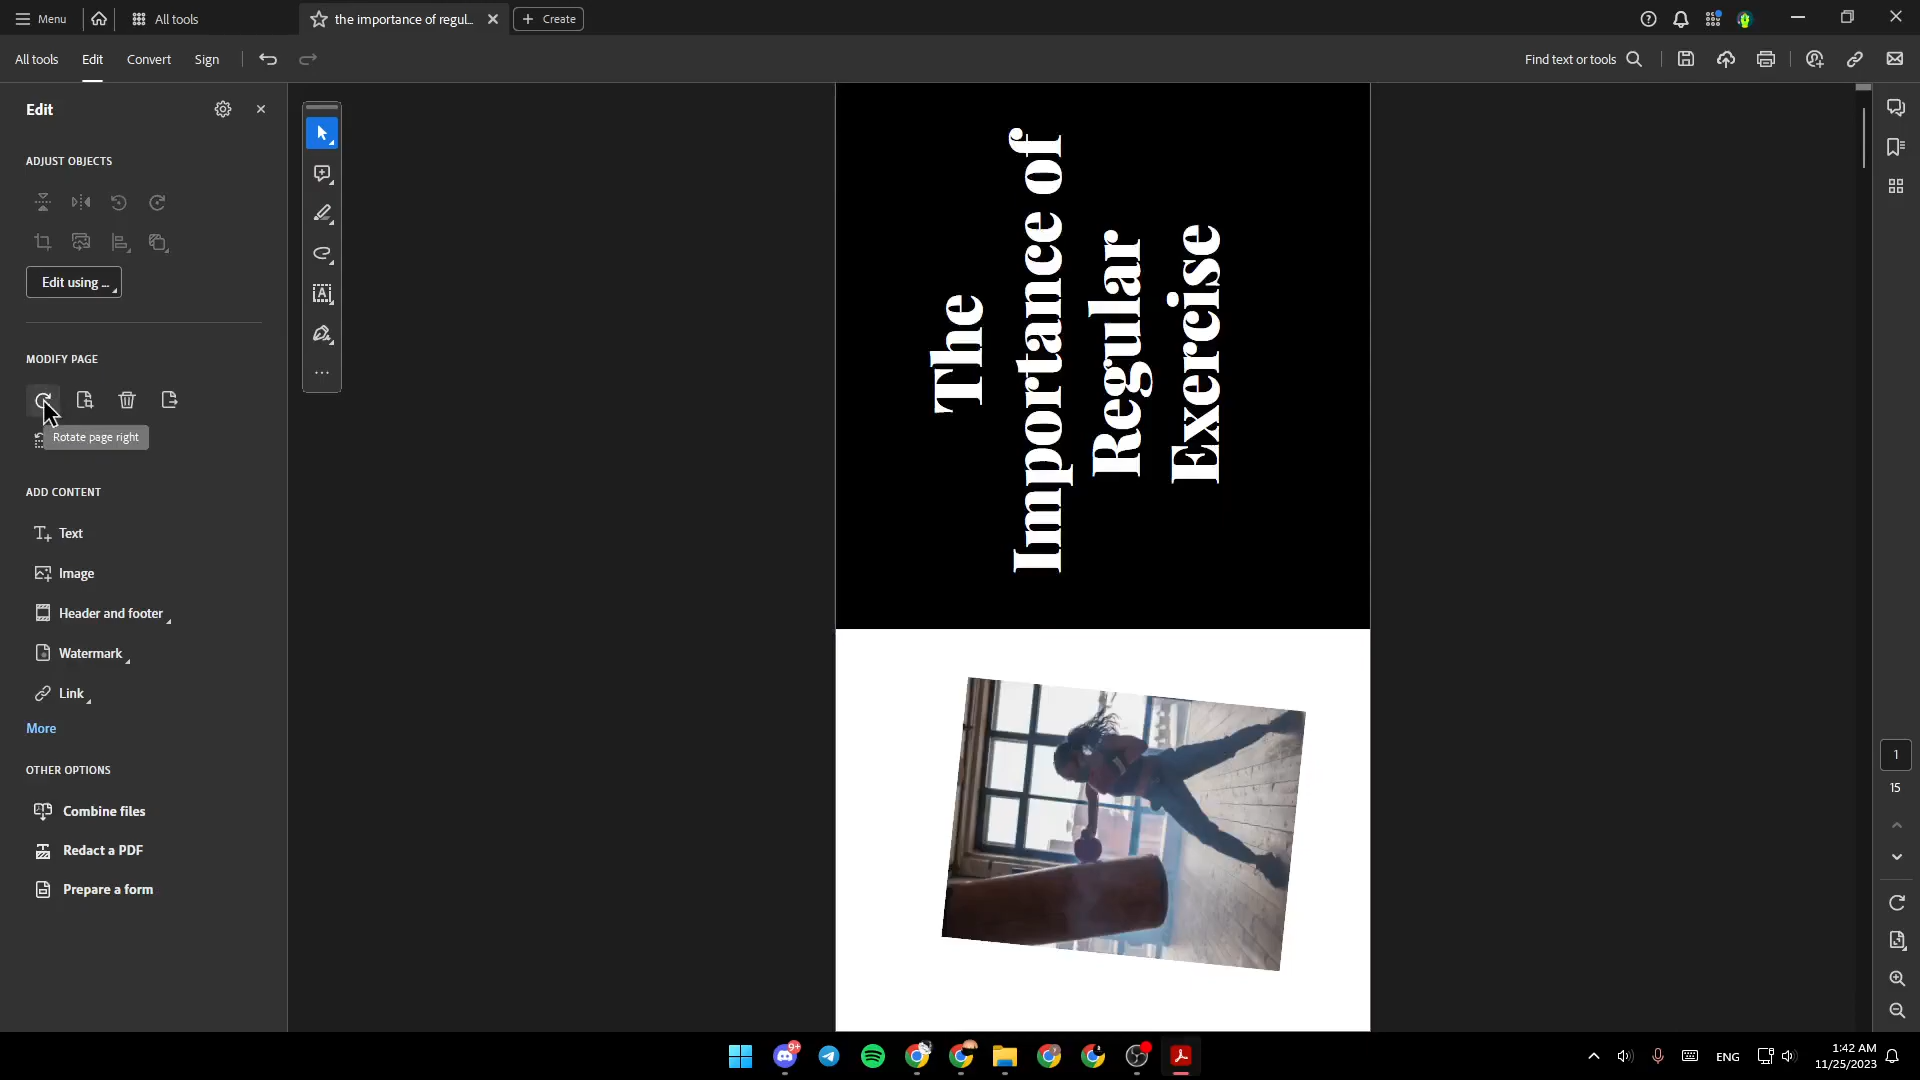 Menu
All tools
the importance of regul...
Create
All tools
Edit
Convert
Sign
Find text or tools
Edit
ADJUST OBJECTS
Edit using ...
MODIFY PAGE
Rotate page right
ADD CONTENT
Text
Image
Header and footer
Watermark
Link
More
OTHER OPTIONS
Combine files
Redact a PDF
Prepare a form
The
Importance of
Regular
Exercise
1
15
9+
ENG
1:42 AM
11/25/2023